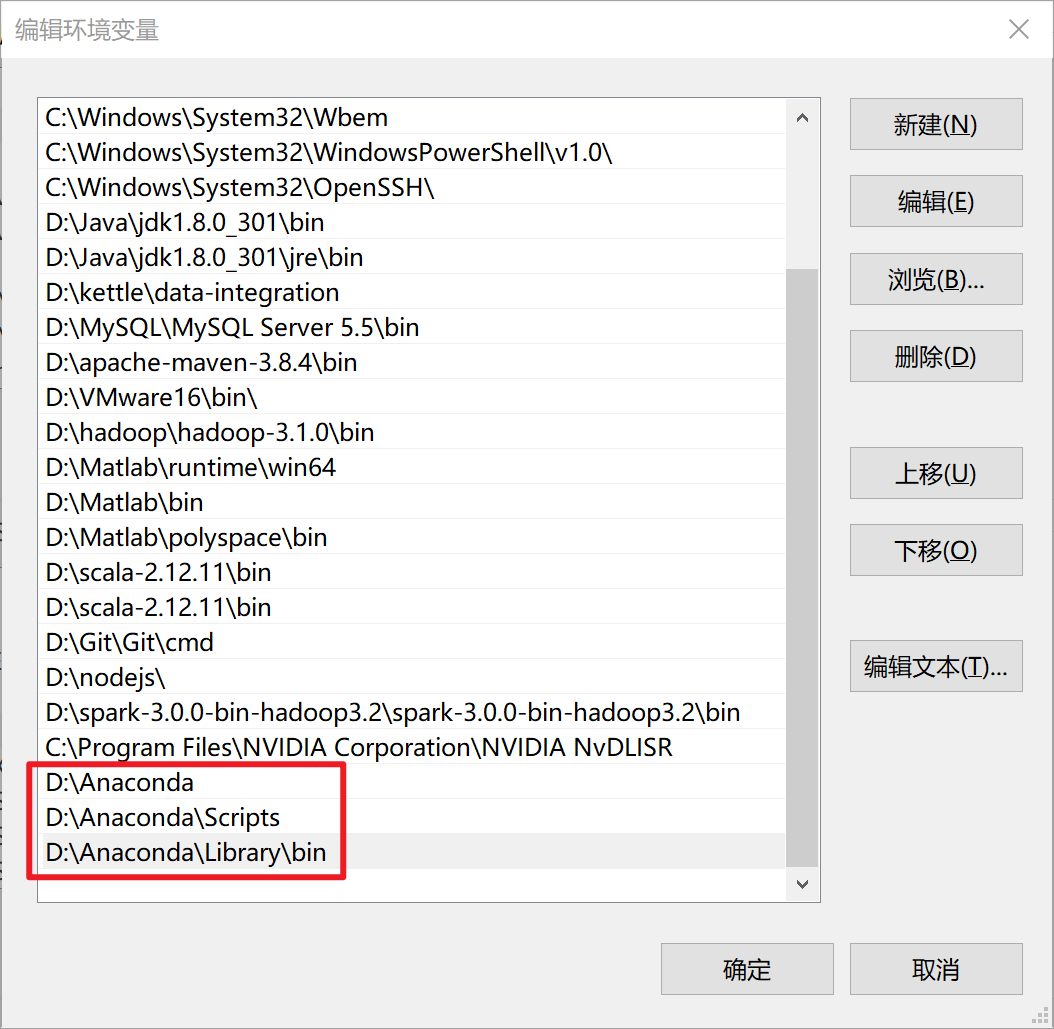 编辑环境变量
C:\Windows\System32\Wbem
C:\Windows\System32\WindowsPowerShell\v1.0\
C:\Windows\System32\OpenSSH\
D:\Java\jdk1.8.0_301\bin
D:\Java\jdk1.8.0_301\jre\bin
D:\kettle\data-integration
D:\MySQL\MySQL Server 5.5\bin
D:\apache-maven-3.8.4\bin
D:\VMware16\bin\
D:\hadoop\hadoop-3.1.0\bin
D:\Matlab\runtime\win64
D:\Matlab\bin
D:\Matlab\polyspace\bin
D:\scala-2.12.11\bin
D:\scala-2.12.11\bin
D:\Git\Git\cmd
D:\nodejs\
D:\spark-3.0.0-bin-hadoop3.2\spark-3.0.0-bin-hadoop3.2\bin
C:\Program Files\NVIDIA Corporation\NVIDIA NvDLISR
D:\Anaconda
D:\Anaconda\Scripts
D:\Anaconda\Library\bin
新建(N)
编辑(E)
浏览(B)...
删除(D)
上移(U)
下移(O)
编辑文本(T)...
确定
取消